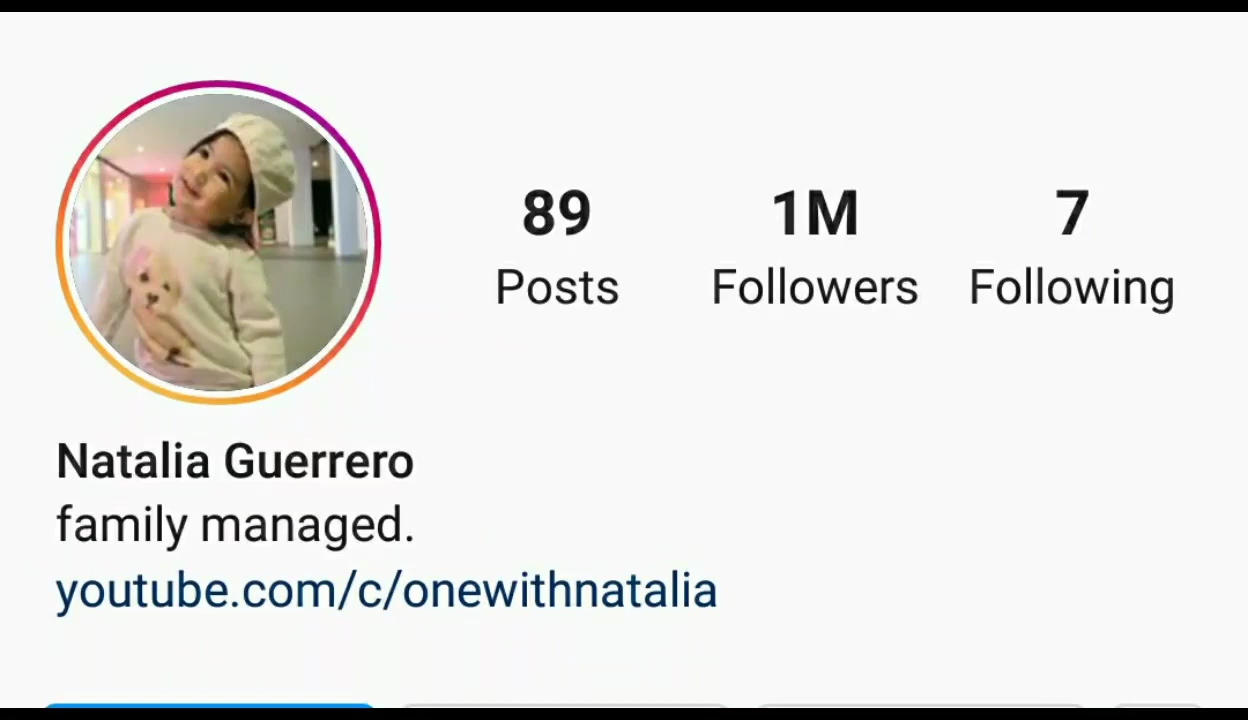 89 1M 7
Posts Followers Following
Natalia Guerrero
family managed.
youtube.com/c/onewithnatalia